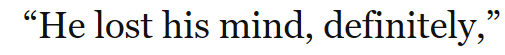 “He lost his mind, definitely,”